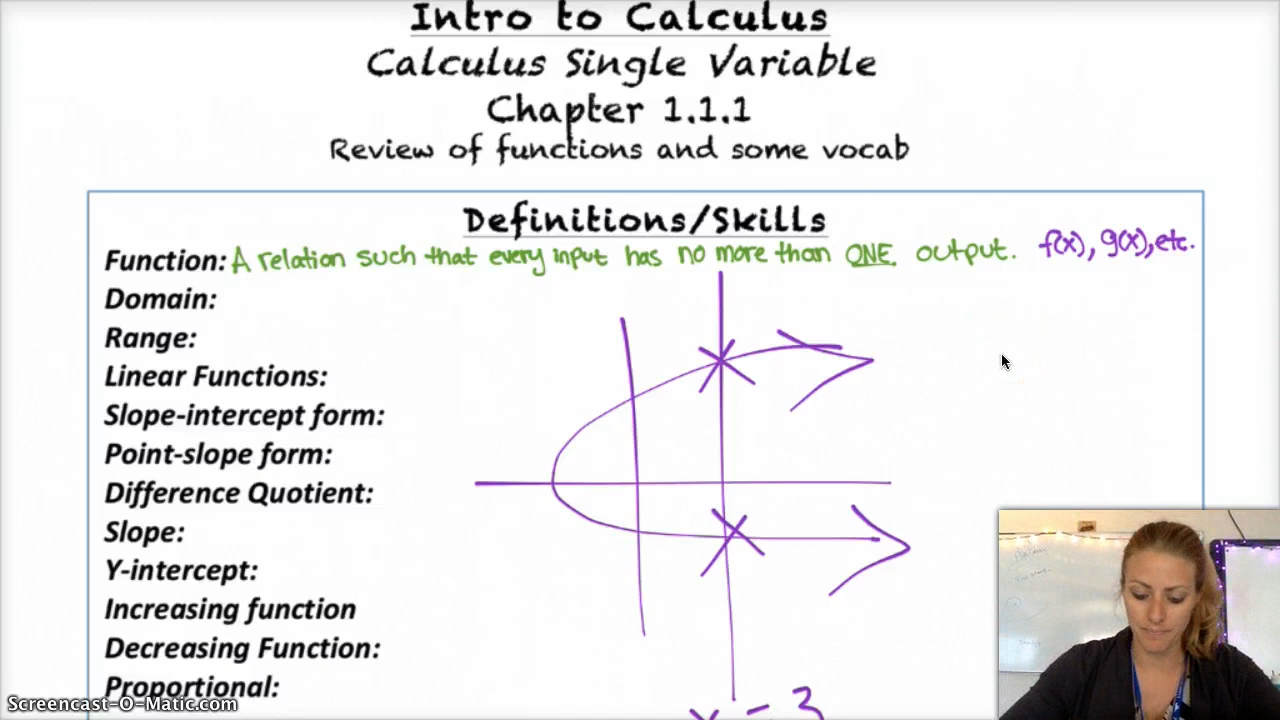 Intro to Calculus
Calculus Single Variable
Chapter 1.1.1
Review of functions and some vocab
Definitions/Skills
Function: A relation such that every input has no more than ONE output. f(x), g(x), etc.
Domain:
Range:
Linear Functions:
Slope-intercept form:
Point-slope form:
Difference Quotient:
Slope:
Y-intercept:
Increasing function
Decreasing Function:
Proportional:
x = 3
Screencast-O-Matic.com